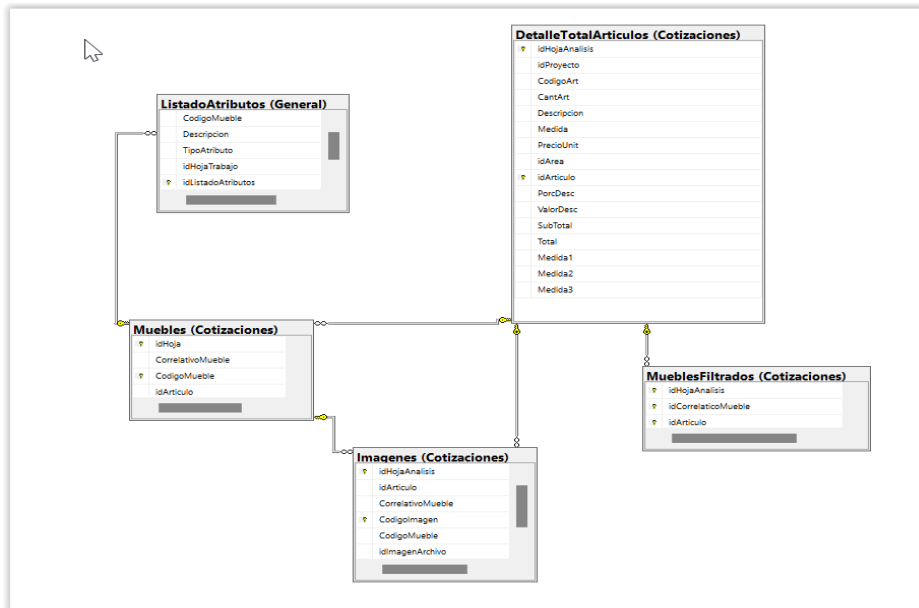 DetalleTotalArticulos (Cotizaciones)
idHojaAnalisis
idProyecto
CodigoArt
CantArt
Descripcion
Medida
PrecioUnit
idArea
idArticulo
PorcDesc
ValorDesc
SubTotal
Total
Medida1
Medida2
Medida3
ListadoAtributos (General)
CodigoMueble
Descripcion
TipoAtributo
idHojaTrabajo
idListadoAtributos
Muebles (Cotizaciones)
idHoja
CorrelativoMueble
CodigoMueble
idArticulo
MueblesFiltrados (Cotizaciones)
idHojaAnalisis
idCorrelaticoMueble
idArticulo
Imagenes (Cotizaciones)
idHojaAnalisis
idArticulo
CorrelativoMueble
CodigoImagen
CodigoMueble
idImagenArchivo